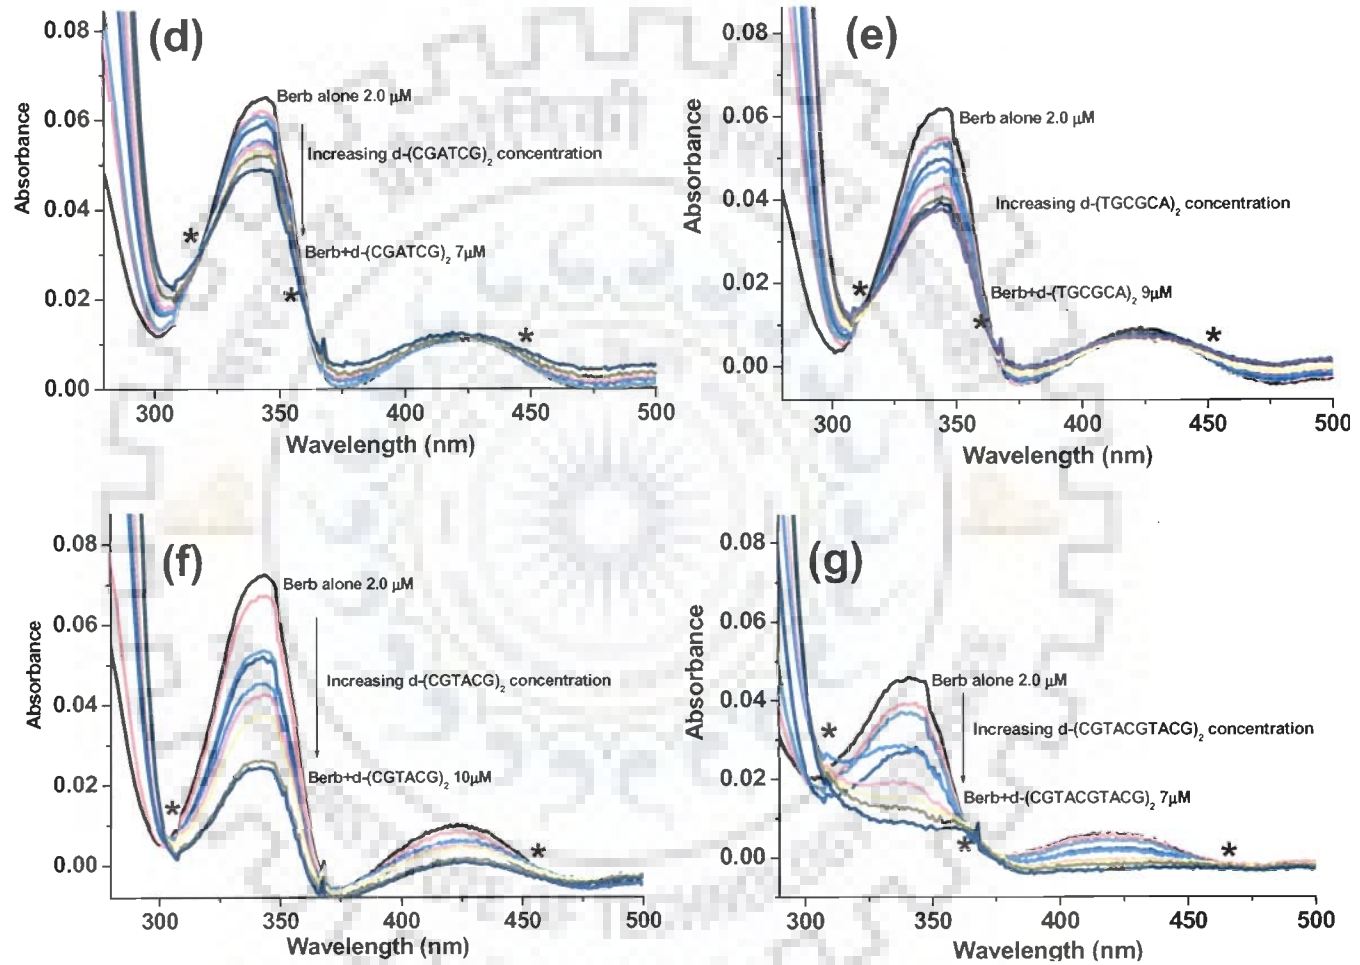 (d)
0.08
0.06
0.04
0.02
0.00
Absorbance
Berb alone 2.0 µM
Increasing d-(CGATCG)₂ concentration
Berb+d-(CGATCG)₂ 7µM
*
*
*
300 350 400 450 500
Wavelength (nm)
(e)
0.08
0.06
0.04
0.02
0.00
Absorbance
Berb alone 2.0 µM
Increasing d-(TGCGCA)₂ concentration
Berb+d-(TGCGCA)₂ 9µM
*
*
*
300 350 400 450 500
Wavelength (nm)
(f)
0.08
0.06
0.04
0.02
0.00
Absorbance
Berb alone 2.0 µM
Increasing d-(CGTACG)₂ concentration
Berb+d-(CGTACG)₂ 10µM
*
*
300 350 400 450 500
Wavelength (nm)
(g)
0.08
0.06
0.04
0.02
0.00
Absorbance
Berb alone 2.0 µM
Increasing d-(CGTACGTACG)₂ concentration
Berb+d-(CGTACGTACG)₂ 7µM
*
*
*
300 350 400 450 500
Wavelength (nm)